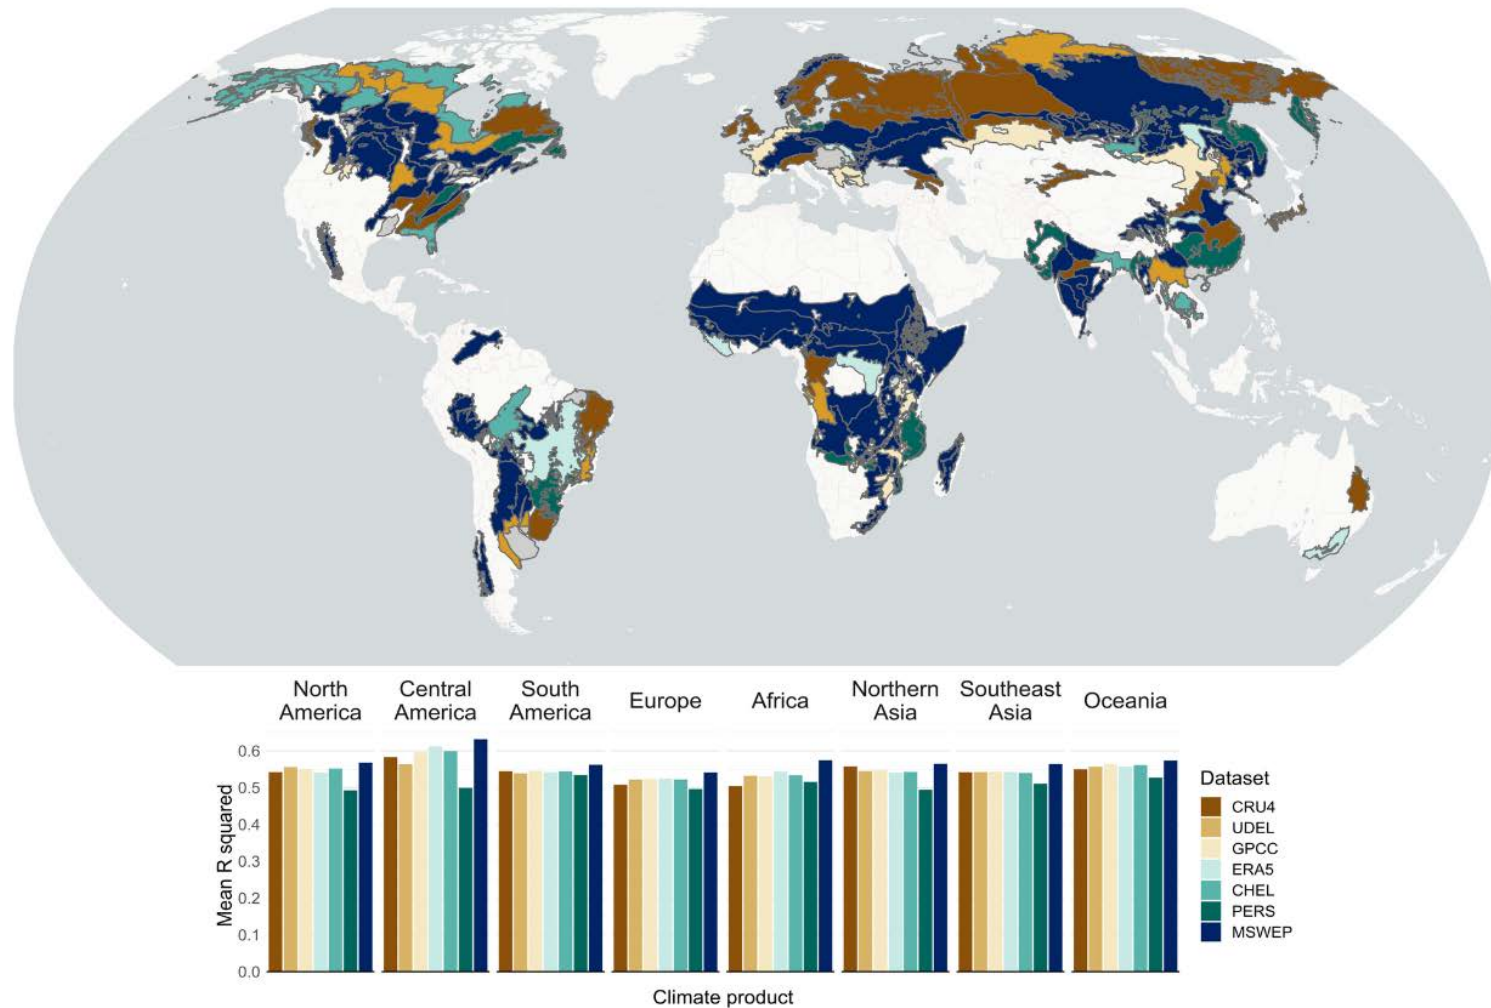 North
America
Central
America
South
America
Europe
Africa
Northern
Asia
Southeast
Asia
Oceania
Mean R squared
0.6
0.5
0.4
0.3
0.2
0.1
0.0
Climate product
Dataset
CRU4
UDEL
GPCC
ERA5
CHEL
PERS
MSWEP